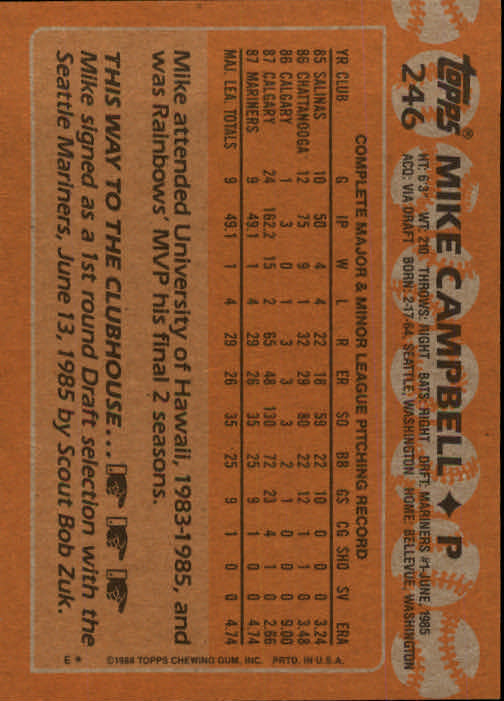 topps® MIKE CAMPBELL ✦ P
246
HT: 6'3" WT: 210 THROWS: RIGHT BATS: RIGHT DRFT: MARINERS #1-JUNE, 1985
ACQ: VIA DRAFT BORN: 2-17-64, SEATTLE, WASHINGTON HOME: BELLEVUE, WASHINGTON
COMPLETE MAJOR & MINOR LEAGUE PITCHING RECORD
YR CLUB G IP W L R ER SO BB GS CG SHO SV ERA
85 SALINAS 10 50 4 4 22 18 59 22 10 0 0 0 3.24
86 CHATTANOOGA 12 75 9 1 32 29 80 22 12 1 1 0 3.48
86 CALGARY 1 3 0 1 3 3 3 2 1 0 0 0 9.00
87 CALGARY 24 162.2 15 2 65 48 130 72 23 4 1 0 2.66
87 MARINERS 9 49.1 1 4 29 26 35 25 9 1 0 0 4.74
MAJ. LEA. TOTALS 9 49.1 1 4 29 26 35 25 9 1 0 0 4.74
Mike attended University of Hawaii, 1983-1985, and
was Rainbows' MVP his final 2 seasons.
THIS WAY TO THE CLUBHOUSE...
Mike signed as a 1st round Draft selection with the
Seattle Mariners, June 13, 1985 by Scout Bob Zuk.
E* ©1988 TOPPS CHEWING GUM, INC. PRTD. IN U.S.A.